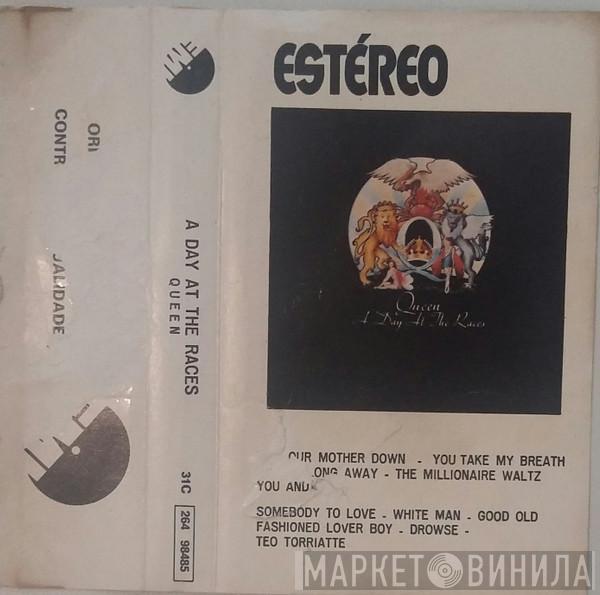 ORI
CONTR
ALIDADE
EMI
A DAY AT THE RACES
QUEEN
31C 264 98485
EMI
ESTÉREO
Queen
A Day At The Races
OUR MOTHER DOWN - YOU TAKE MY BREATH
ONG AWAY - THE MILLIONAIRE WALTZ
YOU AND
SOMEBODY TO LOVE - WHITE MAN - GOOD OLD
FASHIONED LOVER BOY - DROWSE -
TEO TORRIATTE
МАРКЕТ ВИНИЛА